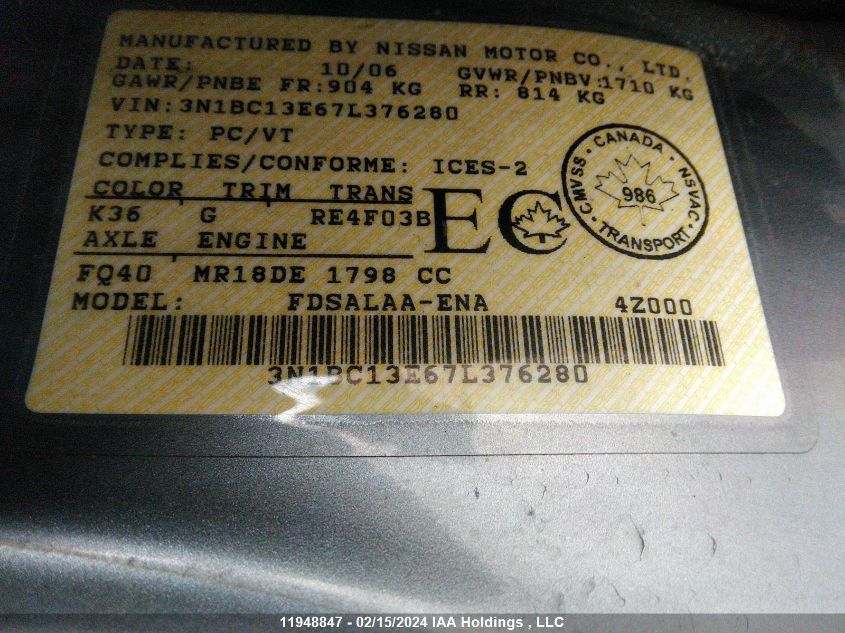 MANUFACTURED BY NISSAN MOTOR CO., LTD.
DATE: 10/06 GVWR/PNBV:1710 KG
GAWR/PNBE FR:904 KG RR: 814 KG
VIN:3N1BC13E67L376280
TYPE: PC/VT
COMPLIES/CONFORME: ICES-2
COLOR TRIM TRANS
K36 G RE4F03B
AXLE ENGINE
FQ40 MR18DE 1798 CC
EC
CANADA · NSVAC · TRANSPORT · CMVSS ·
986
MODEL: FDSALAA-ENA 4Z000
3N1BC13E67L376280
11948847 - 02/15/2024 IAA Holdings , LLC